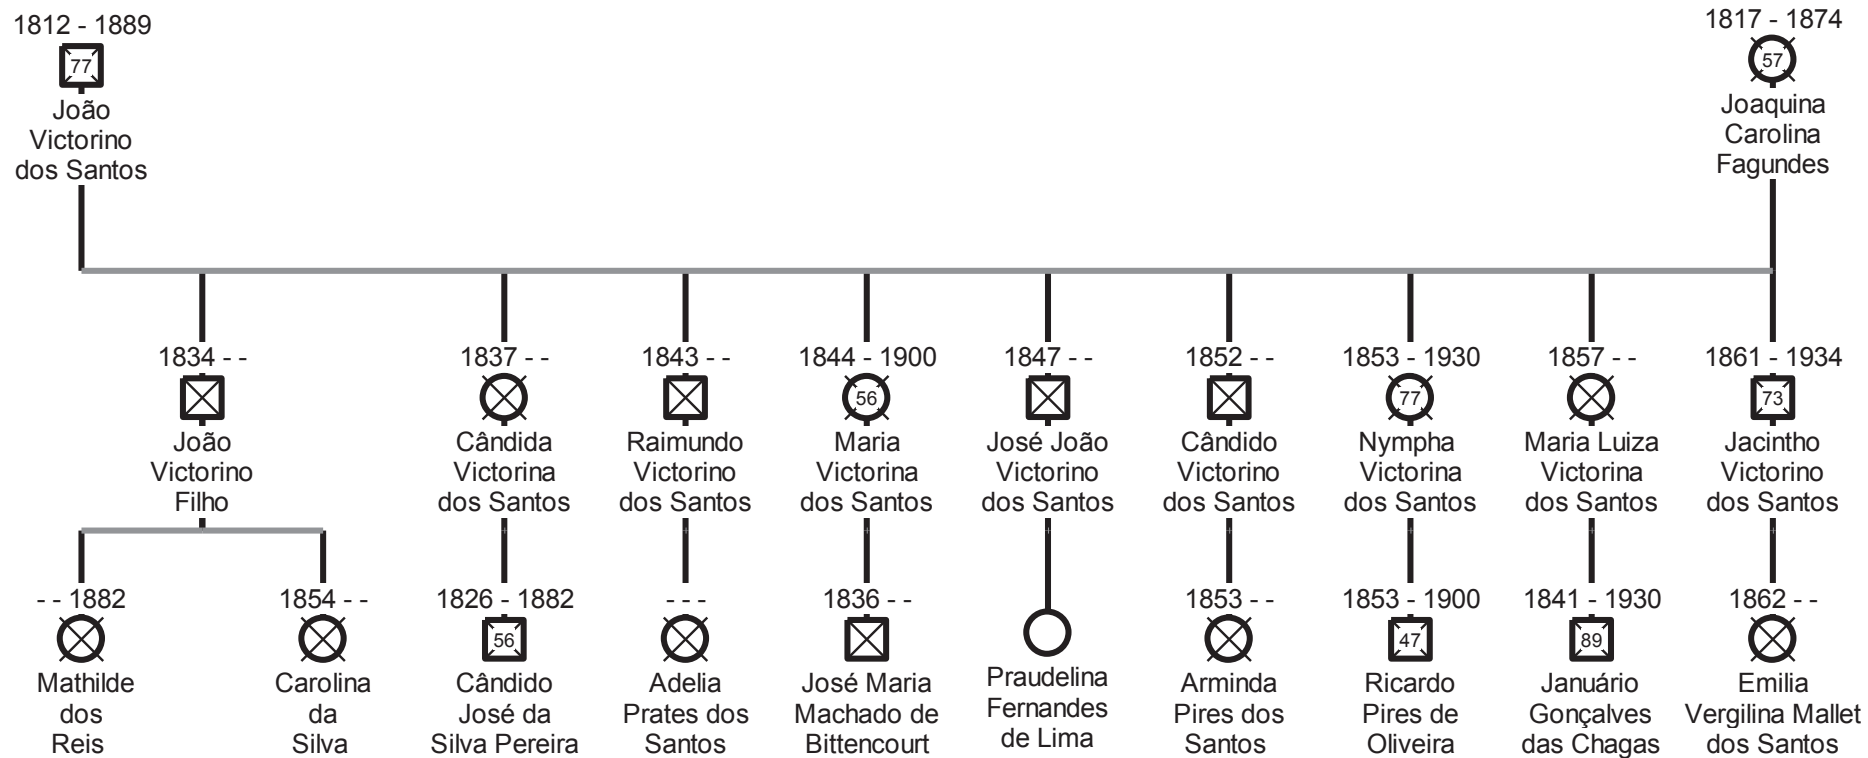 1812 - 1889
77
João
Victorino
dos Santos
1817 - 1874
57
Joaquina
Carolina
Fagundes
1834 - -
João
Victorino
Filho
1837 - -
Cândida
Victorina
dos Santos
1843 - -
Raimundo
Victorino
dos Santos
1844 - 1900
56
Maria
Victorina
dos Santos
1847 - -
José João
Victorino
dos Santos
1852 - -
Cândido
Victorino
dos Santos
1853 - 1930
77
Nympha
Victorina
dos Santos
1857 - -
Maria Luiza
Victorina
dos Santos
1861 - 1934
73
Jacintho
Victorino
dos Santos
- - 1882
Mathilde
dos
Reis
1854 - -
Carolina
da
Silva
1826 - 1882
56
Cândido
José da
Silva Pereira
- - -
Adelia
Prates dos
Santos
1836 - -
José Maria
Machado de
Bittencourt
Praudelina
Fernandes
de Lima
1853 - -
Arminda
Pires dos
Santos
1853 - 1900
47
Ricardo
Pires de
Oliveira
1841 - 1930
89
Januário
Gonçalves
das Chagas
1862 - -
Emilia
Vergilina Mallet
dos Santos